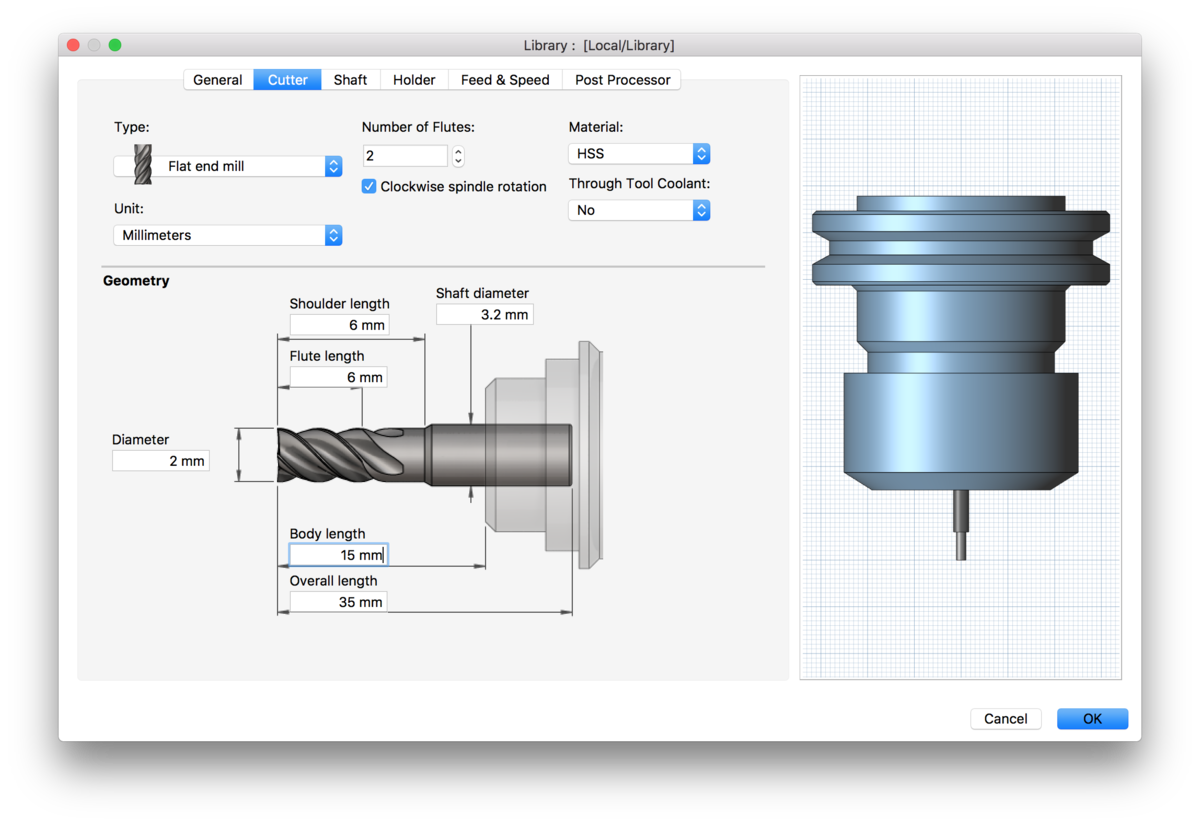 Library :  [Local/Library]
General Cutter Shaft Holder Feed & Speed Post Processor
Type:
Flat end mill
Unit:
Millimeters
Number of Flutes:
2
Clockwise spindle rotation
Material:
HSS
Through Tool Coolant:
No
Geometry
Shoulder length
6 mm
Shaft diameter
3.2 mm
Flute length
6 mm
Diameter
2 mm
Body length
15 mm
Overall length
35 mm
Cancel OK